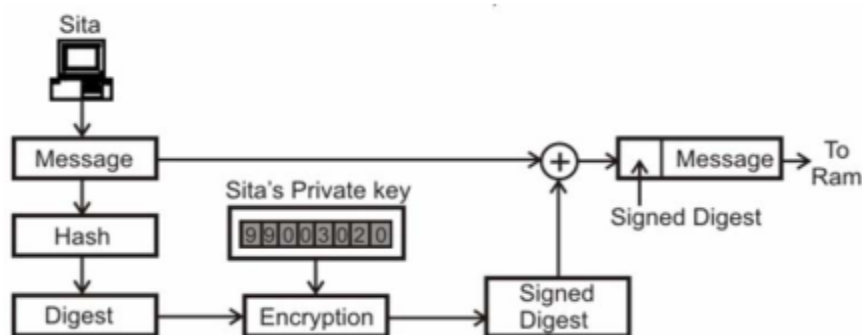 Sita
Message
Message
To
Ram
Sita's Private key
Signed Digest
Hash
99003020
Digest
Encryption
Signed
Digest